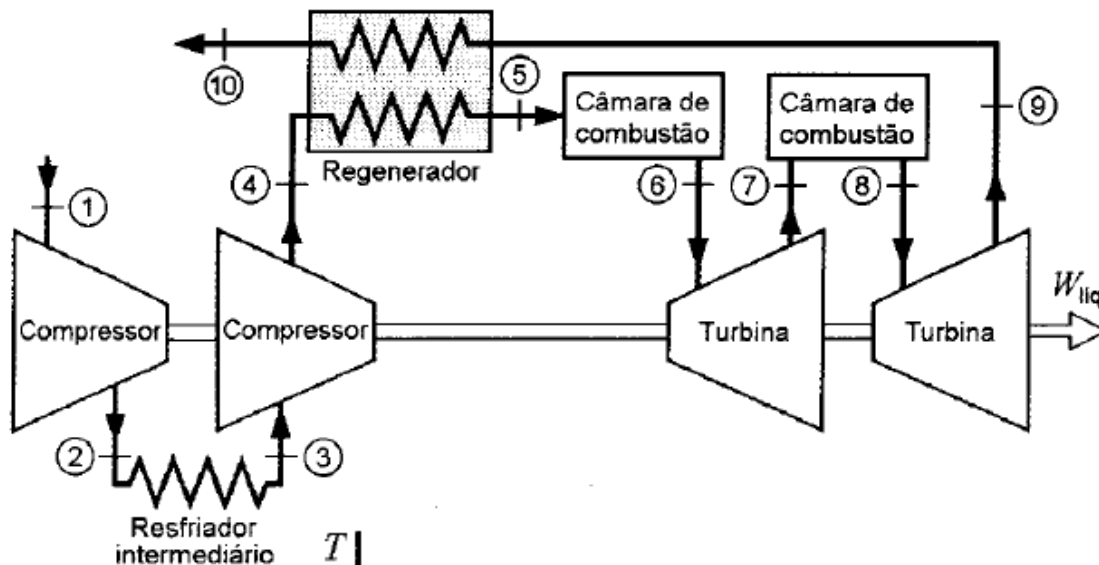 10
5
Câmara de
combustão
Câmara de
combustão
9
Regenerador
4
6
7
8
1
Compressor
Compressor
Turbina
Turbina
W líq
2
3
Resfriador
intermediário
T